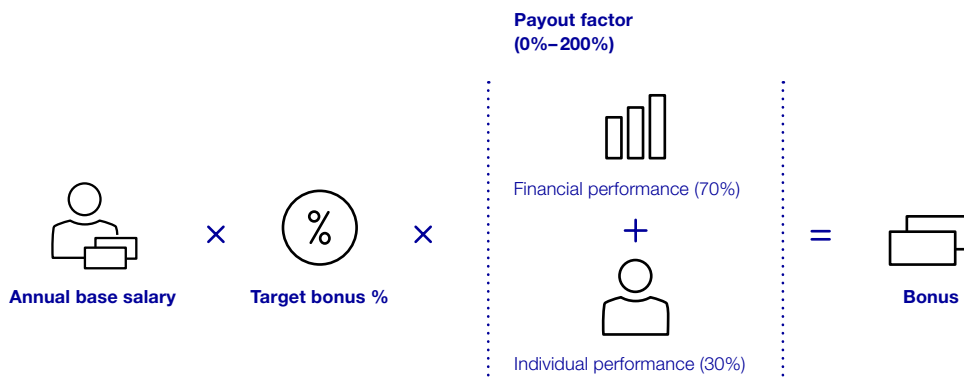 Payout factor
(0%–200%)
Financial performance (70%)
+
% 
× × =
Annual base salary Target bonus % Bonus
Individual performance (30%)